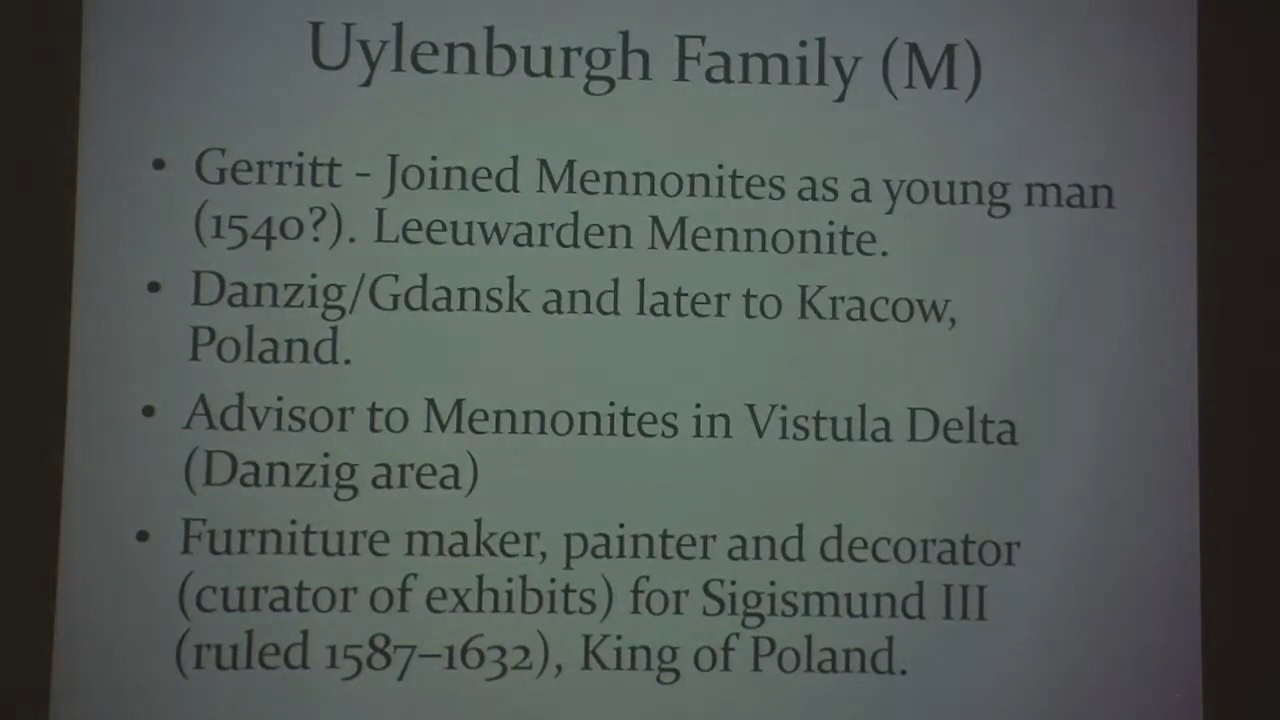 Uylenburgh Family (M)
• Gerritt - Joined Mennonites as a young man
(1540?). Leeuwarden Mennonite.
• Danzig/Gdansk and later to Kracow,
Poland.
• Advisor to Mennonites in Vistula Delta
(Danzig area)
• Furniture maker, painter and decorator
(curator of exhibits) for Sigismund III
(ruled 1587–1632), King of Poland.